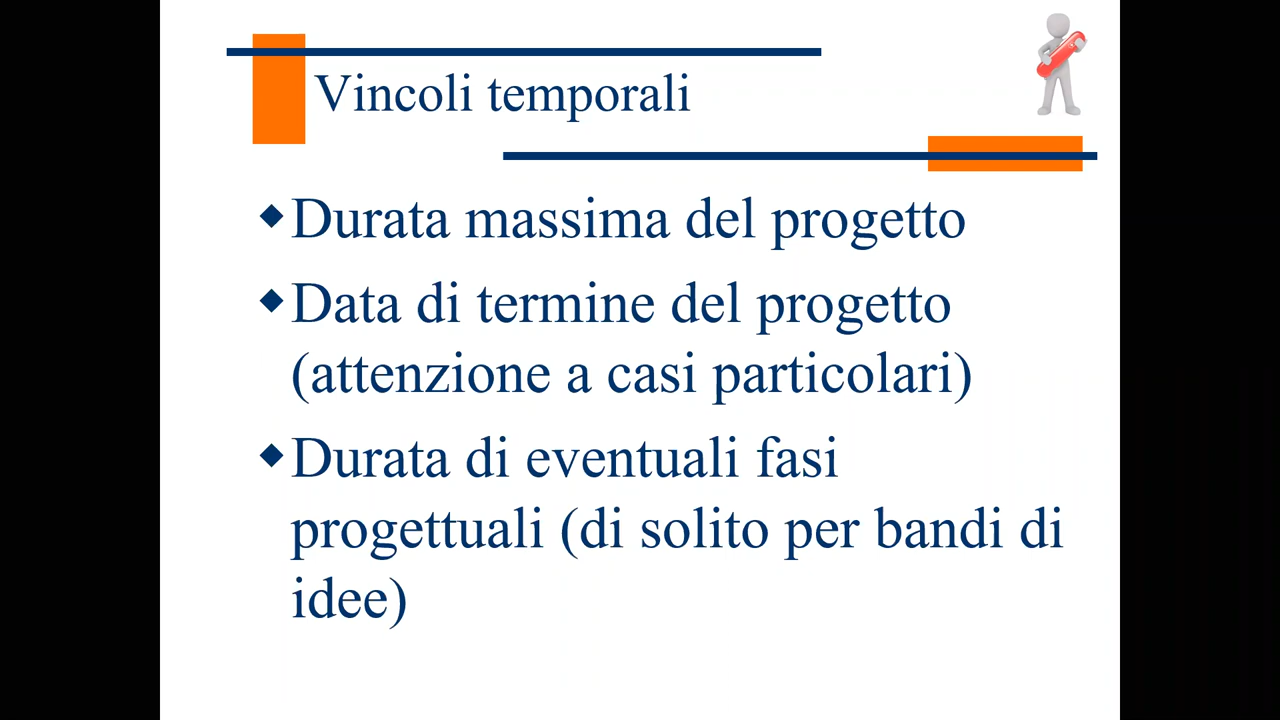 Vincoli temporali
Durata massima del progetto
Data di termine del progetto
(attenzione a casi particolari)
Durata di eventuali fasi
progettuali (di solito per bandi di
idee)